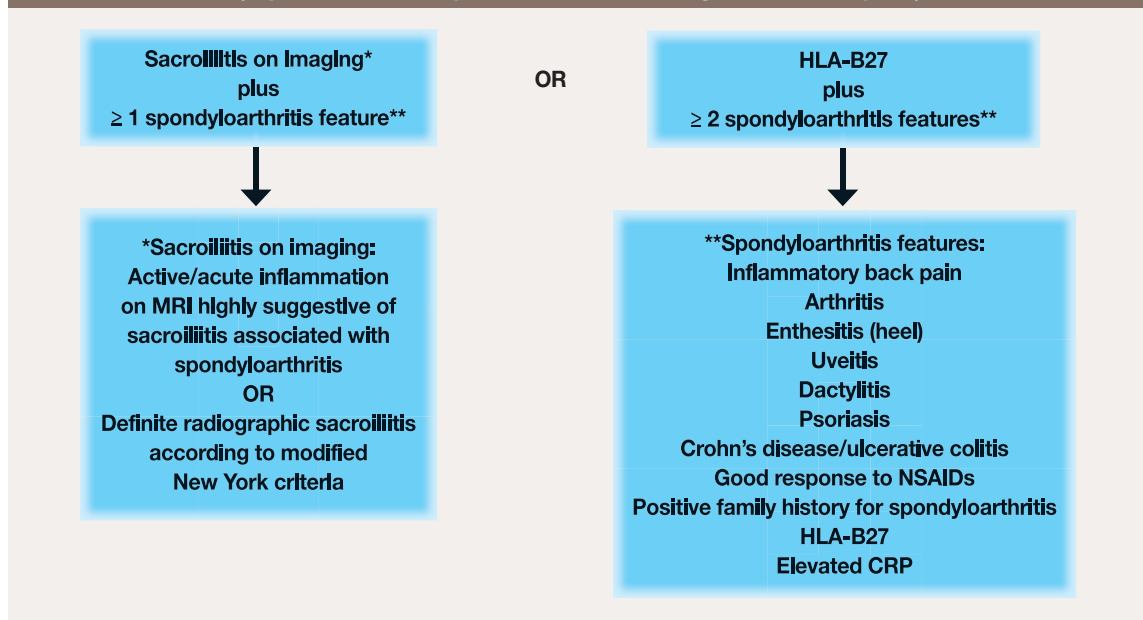 Sacroiliitis on Imaging*
plus
≥ 1 spondyloarthritis feature**
OR
HLA-B27
plus
≥ 2 spondyloarthritis features**
*Sacroiliitis on imaging:
Active/acute inflammation
on MRI highly suggestive of
sacroiliitis associated with
spondyloarthritis
OR
Definite radiographic sacroiliitis
according to modified
New York criteria
**Spondyloarthritis features:
Inflammatory back pain
Arthritis
Enthesitis (heel)
Uveitis
Dactylitis
Psoriasis
Crohn's disease/ulcerative colitis
Good response to NSAIDs
Positive family history for spondyloarthritis
HLA-B27
Elevated CRP